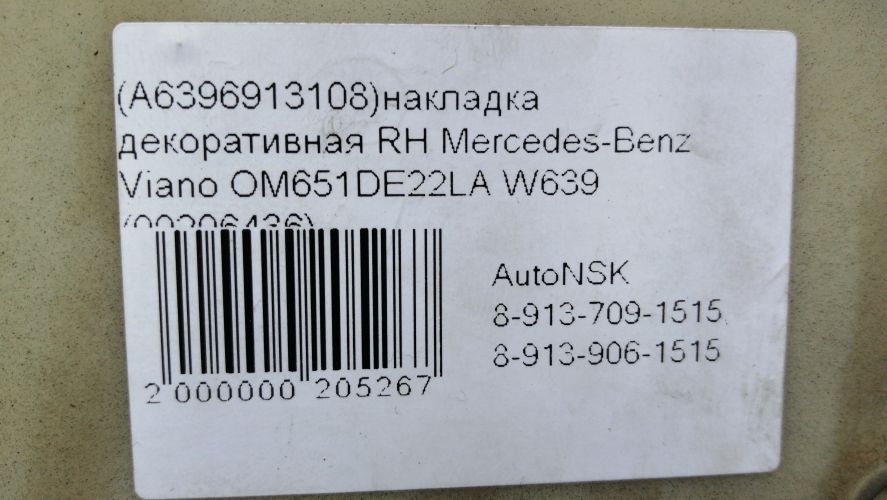 (A6396913108)накладка
декоративная RH Mercedes-Benz
Viano OM651DE22LA W639
(00206436)
AutoNSK
8-913-709-1515
8-913-906-1515
2 000000 205267